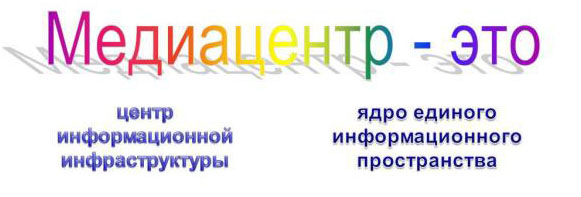 Медиацентр - это
центр
информационной
инфраструктуры
ядро единого
информационного
пространства